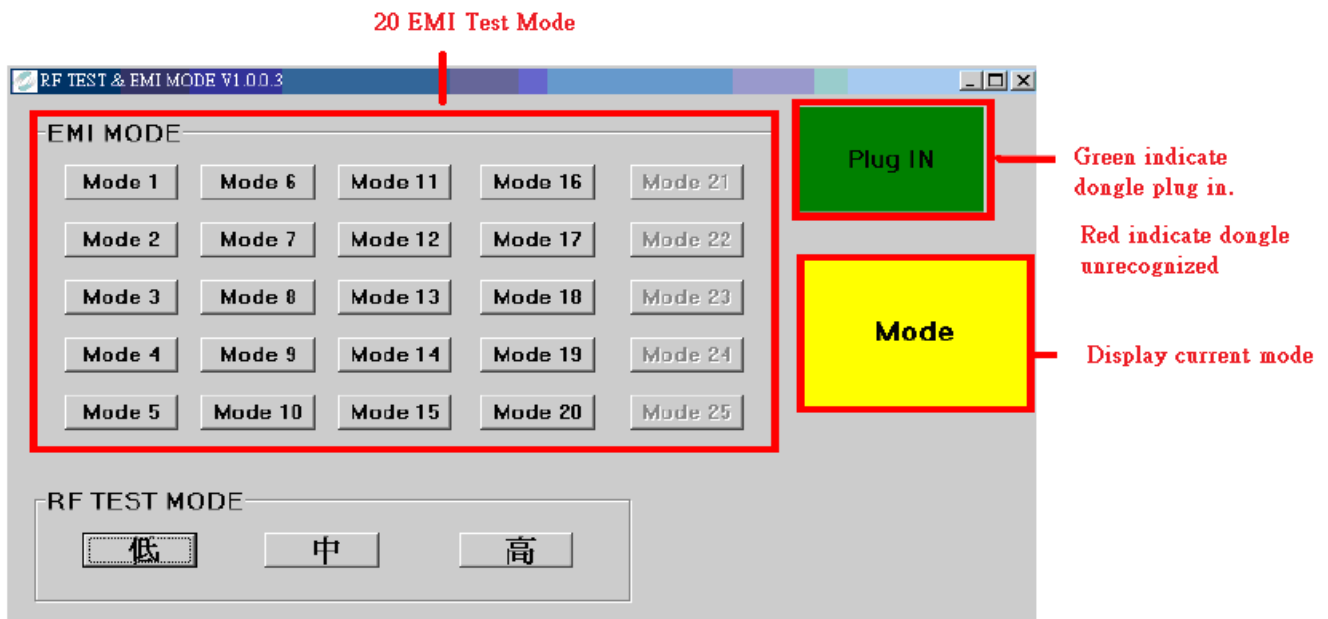 20 EMI Test Mode
RF TEST & EMI MODE V1.0.0.3
EMI MODE
Mode 1 Mode 6 Mode 11 Mode 16 Mode 21
Mode 2 Mode 7 Mode 12 Mode 17 Mode 22
Mode 3 Mode 8 Mode 13 Mode 18 Mode 23
Mode 4 Mode 9 Mode 14 Mode 19 Mode 24
Mode 5 Mode 10 Mode 15 Mode 20 Mode 25
Plug IN
Green indicate
dongle plug in.
Red indicate dongle
unrecognized
Mode
Display current mode
RF TEST MODE
低 中 高